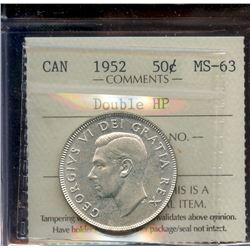 CAN 1952 50¢ MS-63
—COMMENTS—
Double HP
NO. --
GEORGIVS VI DEI GRATIA REX
IS IS A
L ITEM.
Tampering validates above opinion.
Have package/seal not intact.